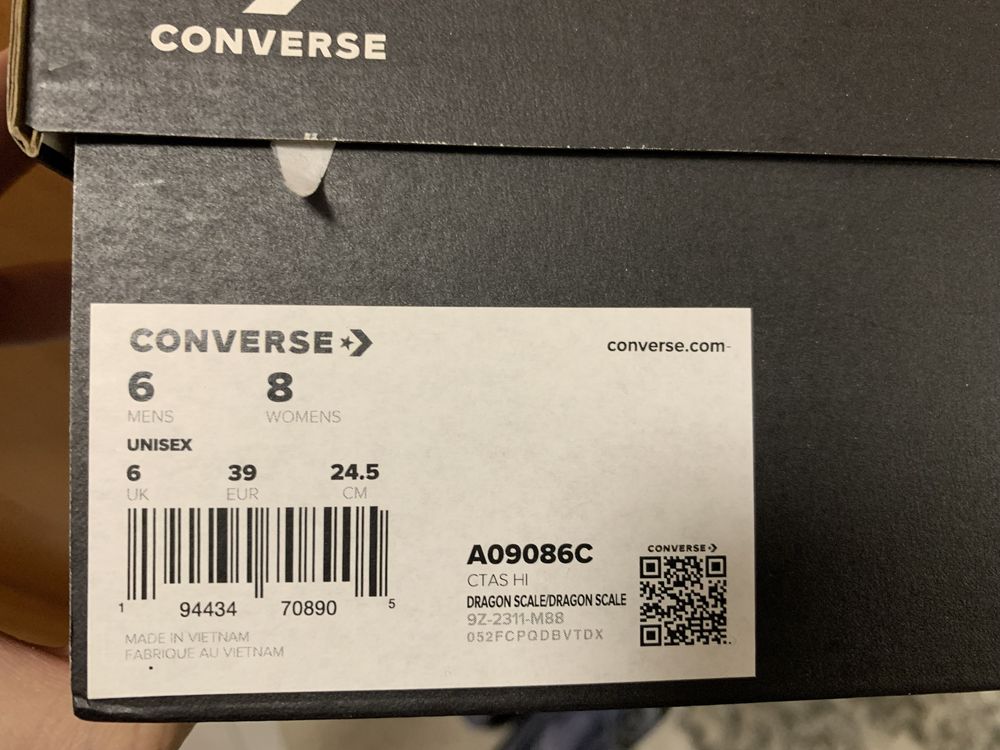 CONVERSE
CONVERSE
converse.com
6 8
MENS WOMENS
UNISEX
6 39 24.5
UK EUR CM
1 94434 70890 5
MADE IN VIETNAM
FABRIQUE AU VIETNAM
A09086C
CTAS HI
DRAGON SCALE/DRAGON SCALE
9Z-2311-M88
052FCPQDBVTDX
CONVERSE